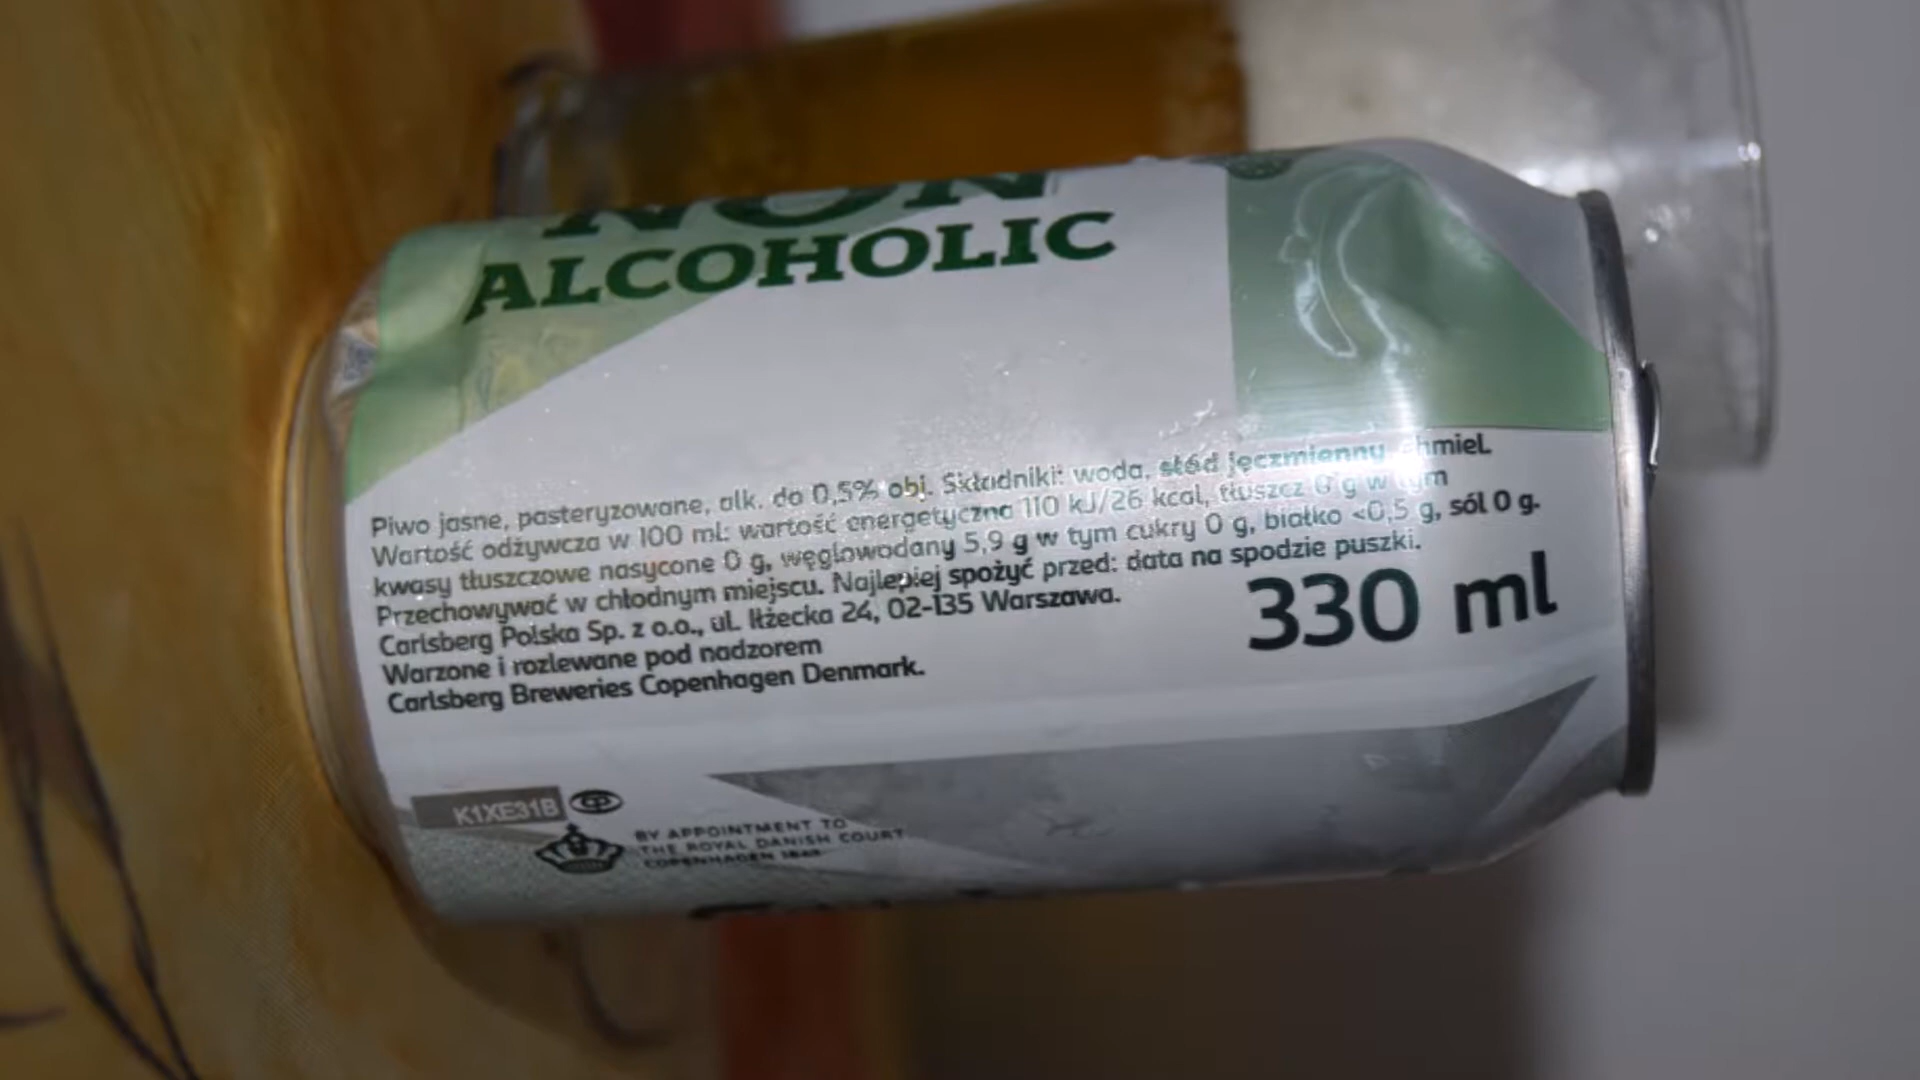 NON
ALCOHOLIC
Piwo jasne, pasteryzowane, alk. do 0,5% obj. Składniki: woda, słód jęczmienny, chmiel.
Wartość odżywcza w 100 ml: wartość energetyczna 110 kJ/26 kcal, tłuszcz 0 g w tym
kwasy tłuszczowe nasycone 0 g, węglowodany 5,9 g w tym cukry 0 g, białko <0,5 g, sól 0 g.
Przechowywać w chłodnym miejscu. Najlepiej spożyć przed: data na spodzie puszki.
Carlsberg Polska Sp. z o.o., ul. Iłżecka 24, 02-135 Warszawa.
Warzone i rozlewane pod nadzorem
Carlsberg Breweries Copenhagen Denmark.
330 ml
K1XE31B
BY APPOINTMENT TO
THE ROYAL DANISH COURT
COPENHAGEN